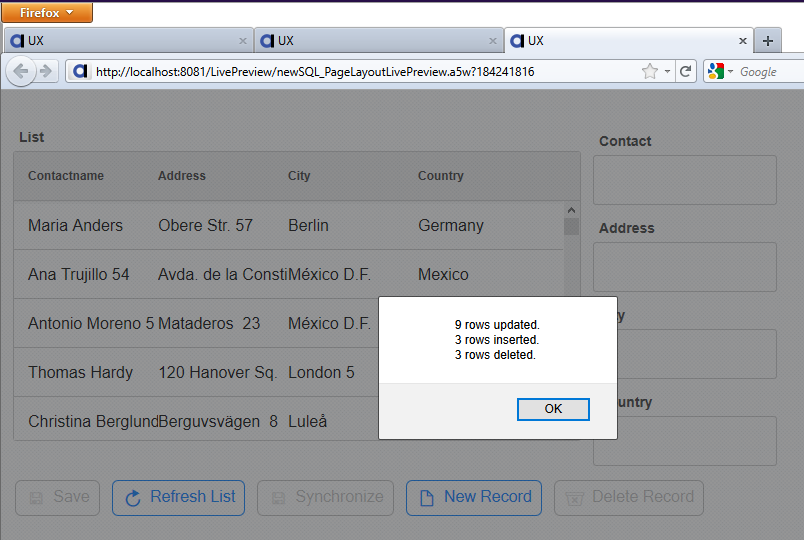 Firefox
UX
UX
UX
http://localhost:8081/LivePreview/newSQL_PageLayoutLivePreview.a5w?184241816
Google
List
Contactname Address City Country
Maria Anders Obere Str. 57 Berlin Germany
Ana Trujillo 54 Avda. de la Consti México D.F. Mexico
Antonio Moreno 5 Mataderos 23 México D.F.
Thomas Hardy 120 Hanover Sq. London 5
Christina Berglund Berguvsvägen 8 Luleå
Contact
Address
y
untry
9 rows updated.
3 rows inserted.
3 rows deleted.
OK
Save Refresh List Synchronize New Record Delete Record